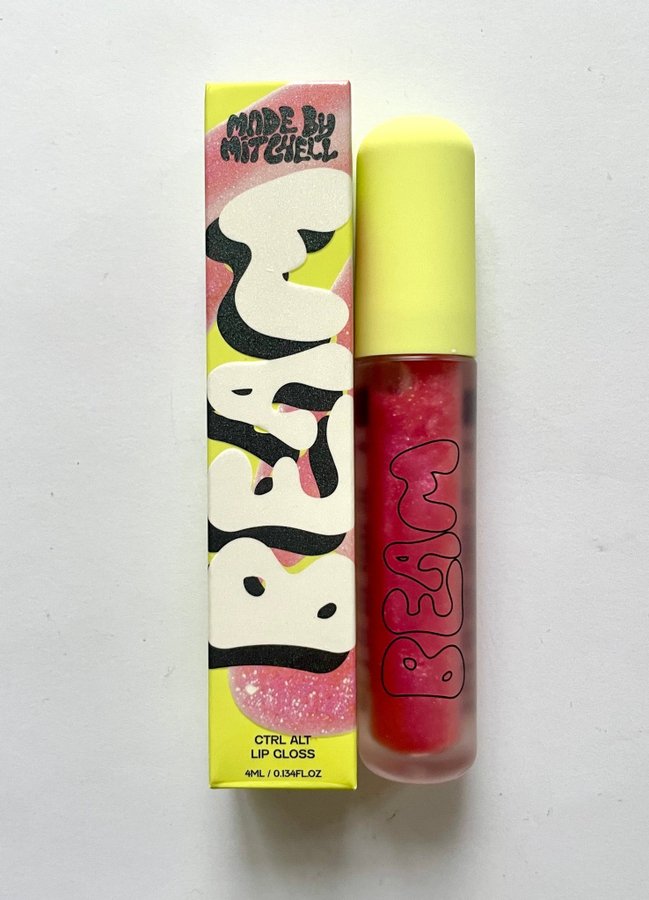 MADE BY
MITCHELL
BEAM
CTRL ALT
LIP GLOSS
4ML / 0.134FL.OZ
BEAM